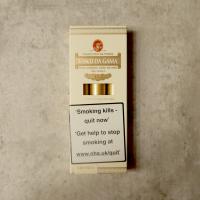 VASCO DA GAMA
'Smoking kills -
quit now'
'Get help to stop
smoking at
www.nhs.uk/quit'